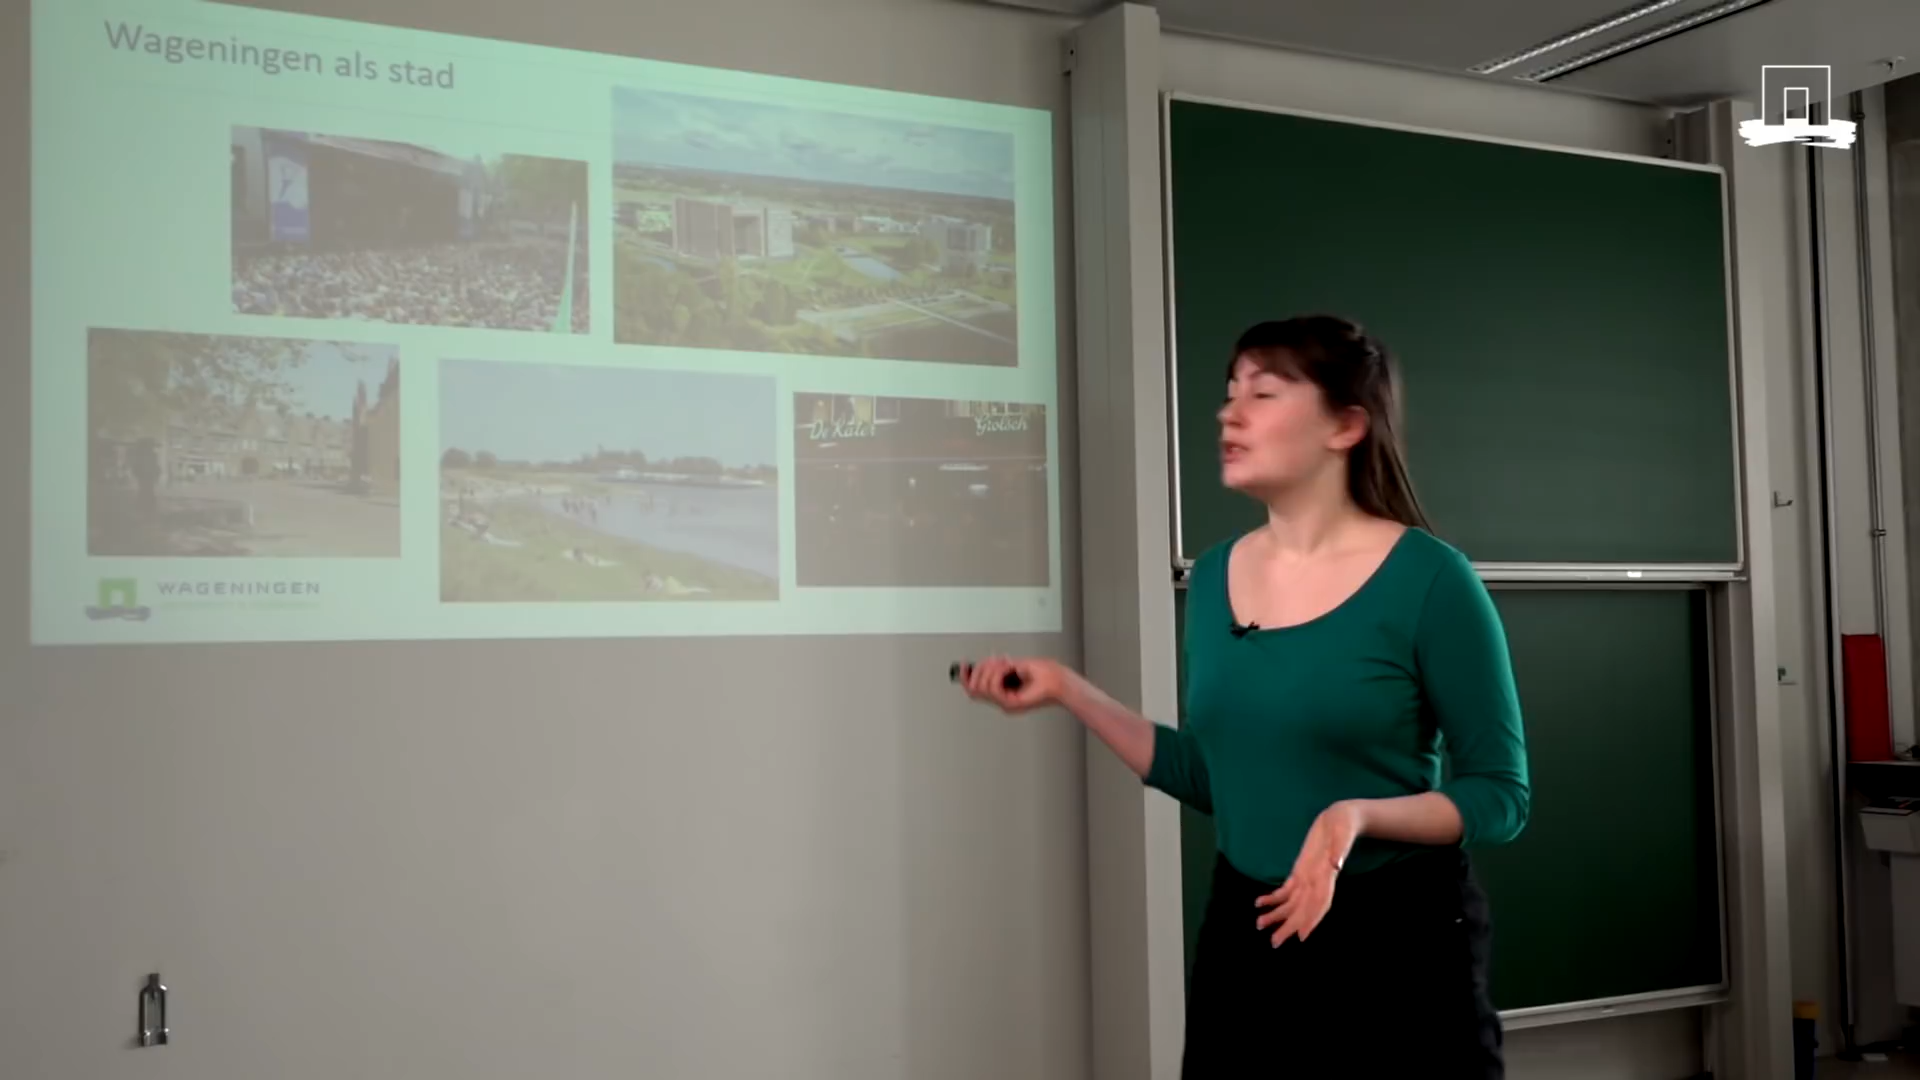 Wageningen als stad
De Kater
Grolsch
WAGENINGEN